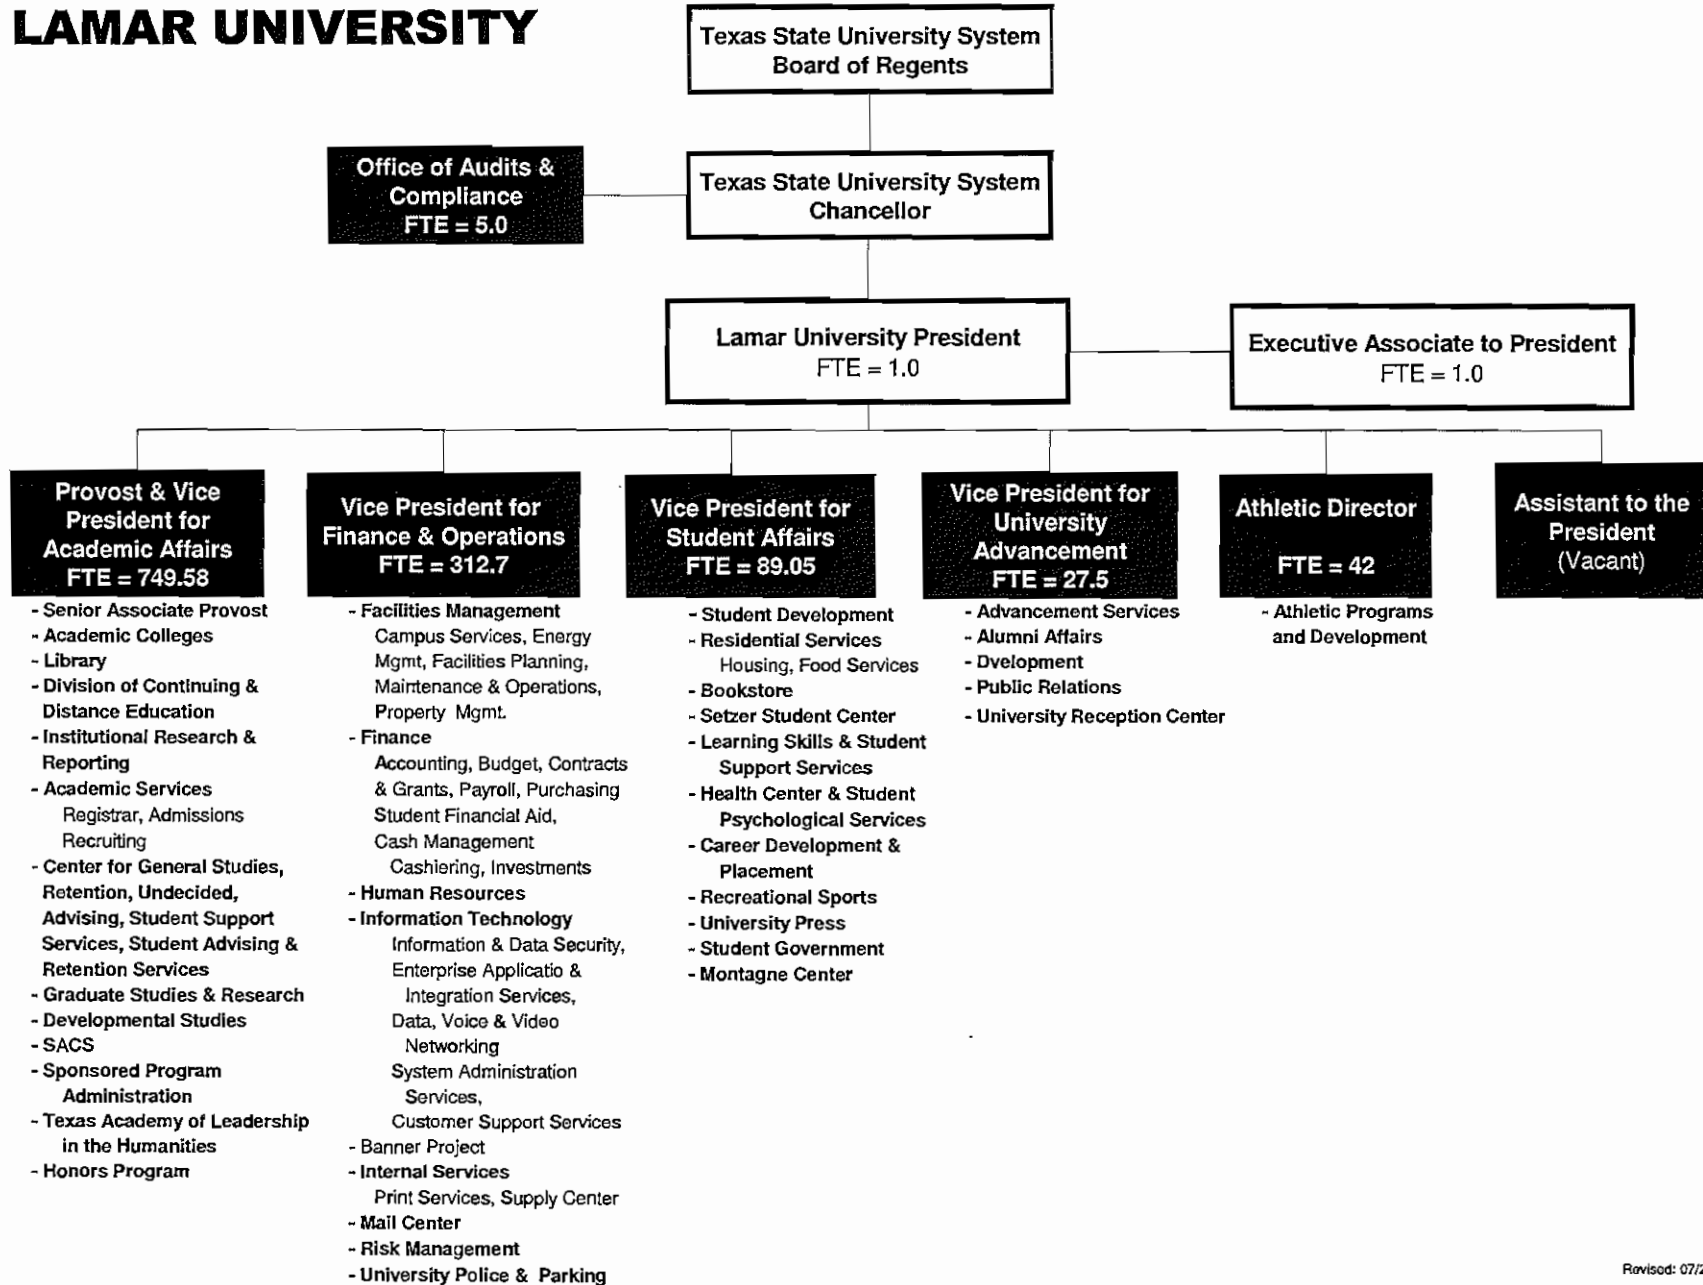 LAMAR UNIVERSITY
Texas State University System
Board of Regents
Office of Audits &
Compliance
FTE = 5.0
Texas State University System
Chancellor
Lamar University President
FTE = 1.0
Executive Associate to President
FTE = 1.0
Provost & Vice
President for
Academic Affairs
FTE = 749.58
- Senior Associate Provost
- Academic Colleges
- Library
- Division of Continuing &
Distance Education
- Institutional Research &
Reporting
- Academic Services
Registrar, Admissions
Recruiting
- Center for General Studies,
Retention, Undecided,
Advising, Student Support
Services, Student Advising &
Retention Services
- Graduate Studies & Research
- Developmental Studies
- SACS
- Sponsored Program
Administration
- Texas Academy of Leadership
in the Humanities
- Honors Program
Vice President for
Finance & Operations
FTE = 312.7
- Facilities Management
Campus Services, Energy
Mgmt, Facilities Planning,
Maintenance & Operations,
Property Mgmt.
- Finance
Accounting, Budget, Contracts
& Grants, Payroll, Purchasing
Student Financial Aid,
Cash Management
Cashiering, Investments
- Human Resources
- Information Technology
Information & Data Security,
Enterprise Applicatio &
Integration Services,
Data, Voice & Video
Networking
System Administration
Services,
Customer Support Services
- Banner Project
- Internal Services
Print Services, Supply Center
- Mail Center
- Risk Management
- University Police & Parking
Vice President for
Student Affairs
FTE = 89.05
- Student Development
- Residential Services
Housing, Food Services
- Bookstore
- Setzer Student Center
- Learning Skills & Student
Support Services
- Health Center & Student
Psychological Services
- Career Development &
Placement
- Recreational Sports
- University Press
- Student Government
- Montagne Center
Vice President for
University
Advancement
FTE = 27.5
- Advancement Services
- Alumni Affairs
- Dvelopment
- Public Relations
- University Reception Center
Athletic Director
FTE = 42
- Athletic Programs
and Development
Assistant to the
President
(Vacant)
Revised: 07/2